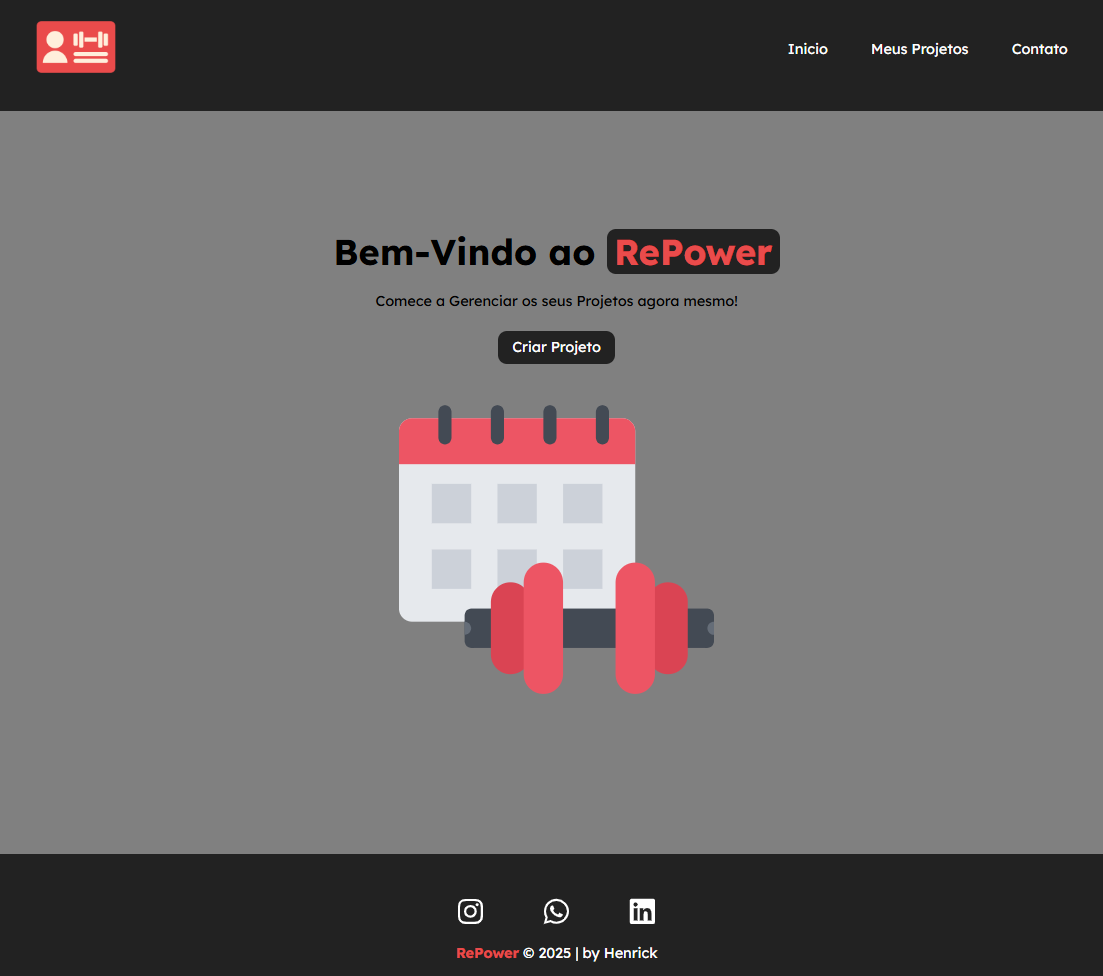 Inicio
Meus Projetos
Contato
Bem-Vindo ao RePower
Comece a Gerenciar os seus Projetos agora mesmo!
Criar Projeto
in
RePower © 2025 | by Henrick